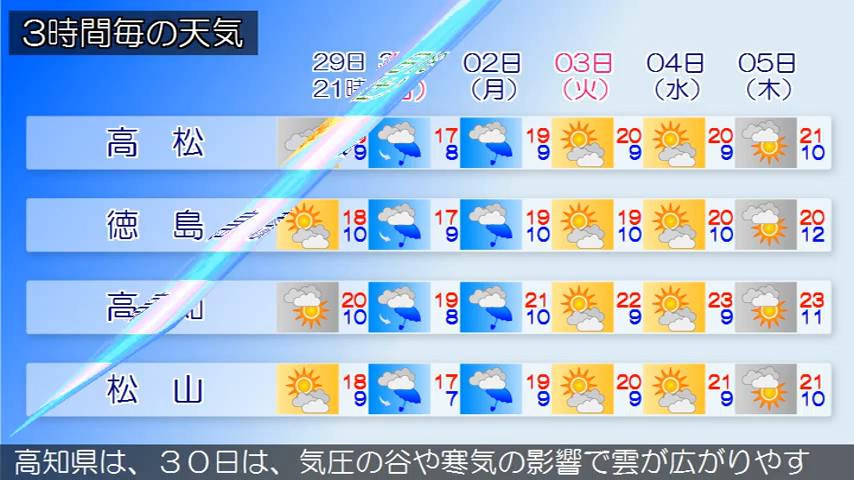 3時間毎の天気
29日 02日 03日 04日 05日
21時 (月) (火) (水) (木)
高 松 9 17 8 19 9 20 9 20 9 21 10
徳 島 18 10 17 9 19 10 19 10 20 10 20 12
高 20 10 19 8 21 10 22 9 23 9 23 11
松 山 18 9 17 7 19 9 20 9 21 9 21 10
高知県は、３０日は、気圧の谷や寒気の影響で雲が広がりやす